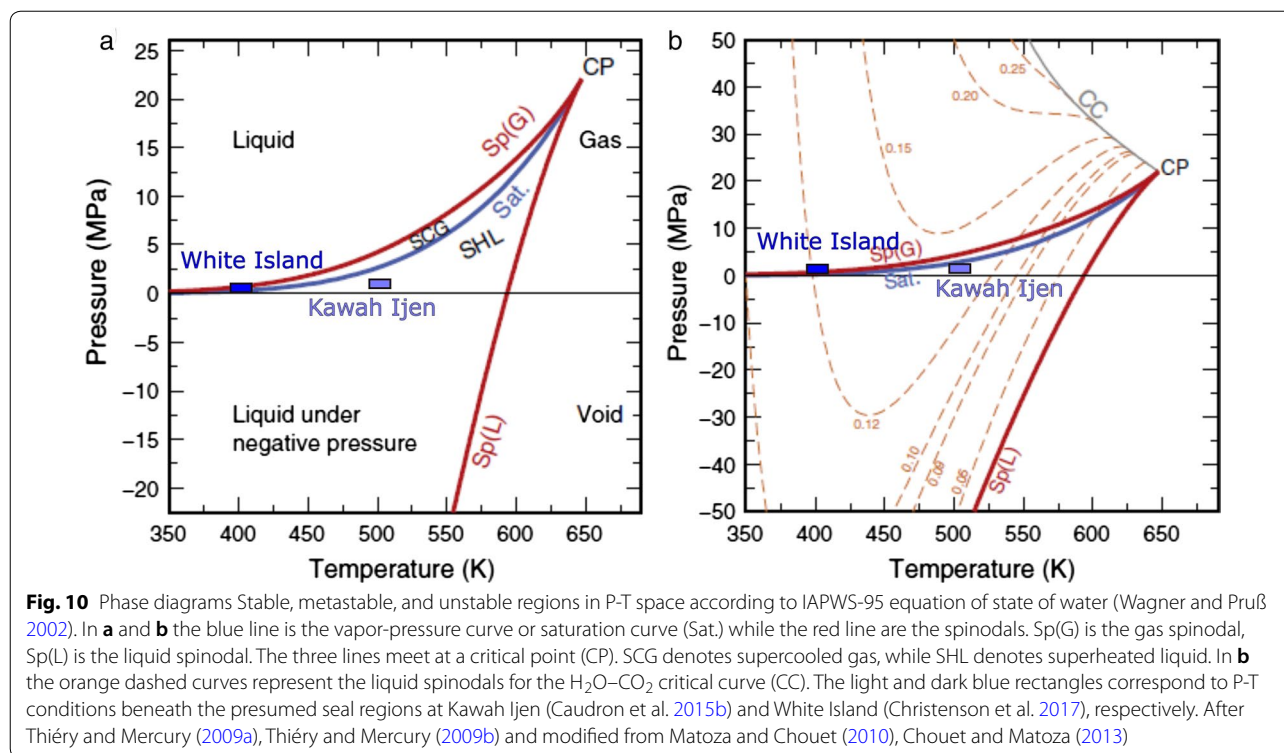 a
25
20
15
10
5
0
−5
−10
−15
−20
Pressure (MPa)
CP
Liquid
Sp(G)
Gas
Sat.
SCG
SHL
White Island
Kawah Ijen
Liquid under
negative pressure
Void
Sp(L)
350 400 450 500 550 600 650
Temperature (K)
b
50
40
30
20
10
0
−10
−20
−30
−40
−50
Pressure (MPa)
0.25
0.20
CC
0.15
CP
White Island
Sp(G)
Sat.
Kawah Ijen
0.12
0.10
0.09
Sp(L)
350 400 450 500 550 600 650
Temperature (K)
Fig. 10 Phase diagrams Stable, metastable, and unstable regions in P-T space according to IAPWS-95 equation of state of water (Wagner and Pruß
2002). In a and b the blue line is the vapor-pressure curve or saturation curve (Sat.) while the red line are the spinodals. Sp(G) is the gas spinodal,
Sp(L) is the liquid spinodal. The three lines meet at a critical point (CP). SCG denotes supercooled gas, while SHL denotes superheated liquid. In b
the orange dashed curves represent the liquid spinodals for the H₂O–CO₂ critical curve (CC). The light and dark blue rectangles correspond to P-T
conditions beneath the presumed seal regions at Kawah Ijen (Caudron et al. 2015b) and White Island (Christenson et al. 2017), respectively. After
Thiéry and Mercury (2009a), Thiéry and Mercury (2009b) and modified from Matoza and Chouet (2010), Chouet and Matoza (2013)